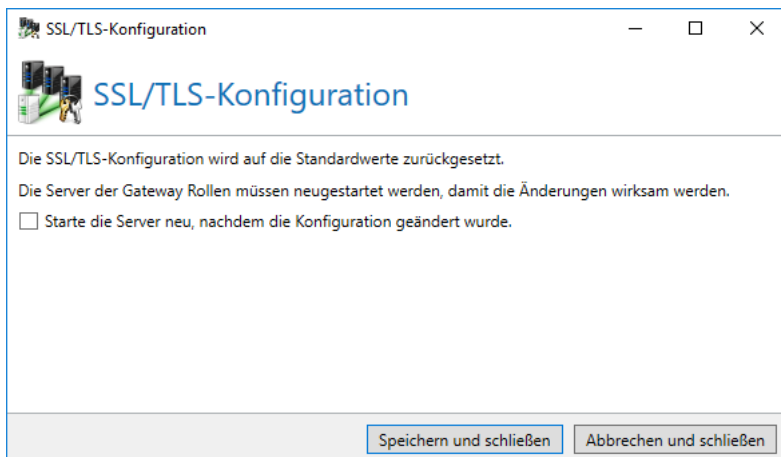 SSL/TLS-Konfiguration
SSL/TLS-Konfiguration
Die SSL/TLS-Konfiguration wird auf die Standardwerte zurückgesetzt.
Die Server der Gateway Rollen müssen neugestartet werden, damit die Änderungen wirksam werden.
Starte die Server neu, nachdem die Konfiguration geändert wurde.
Speichern und schließen Abbrechen und schließen